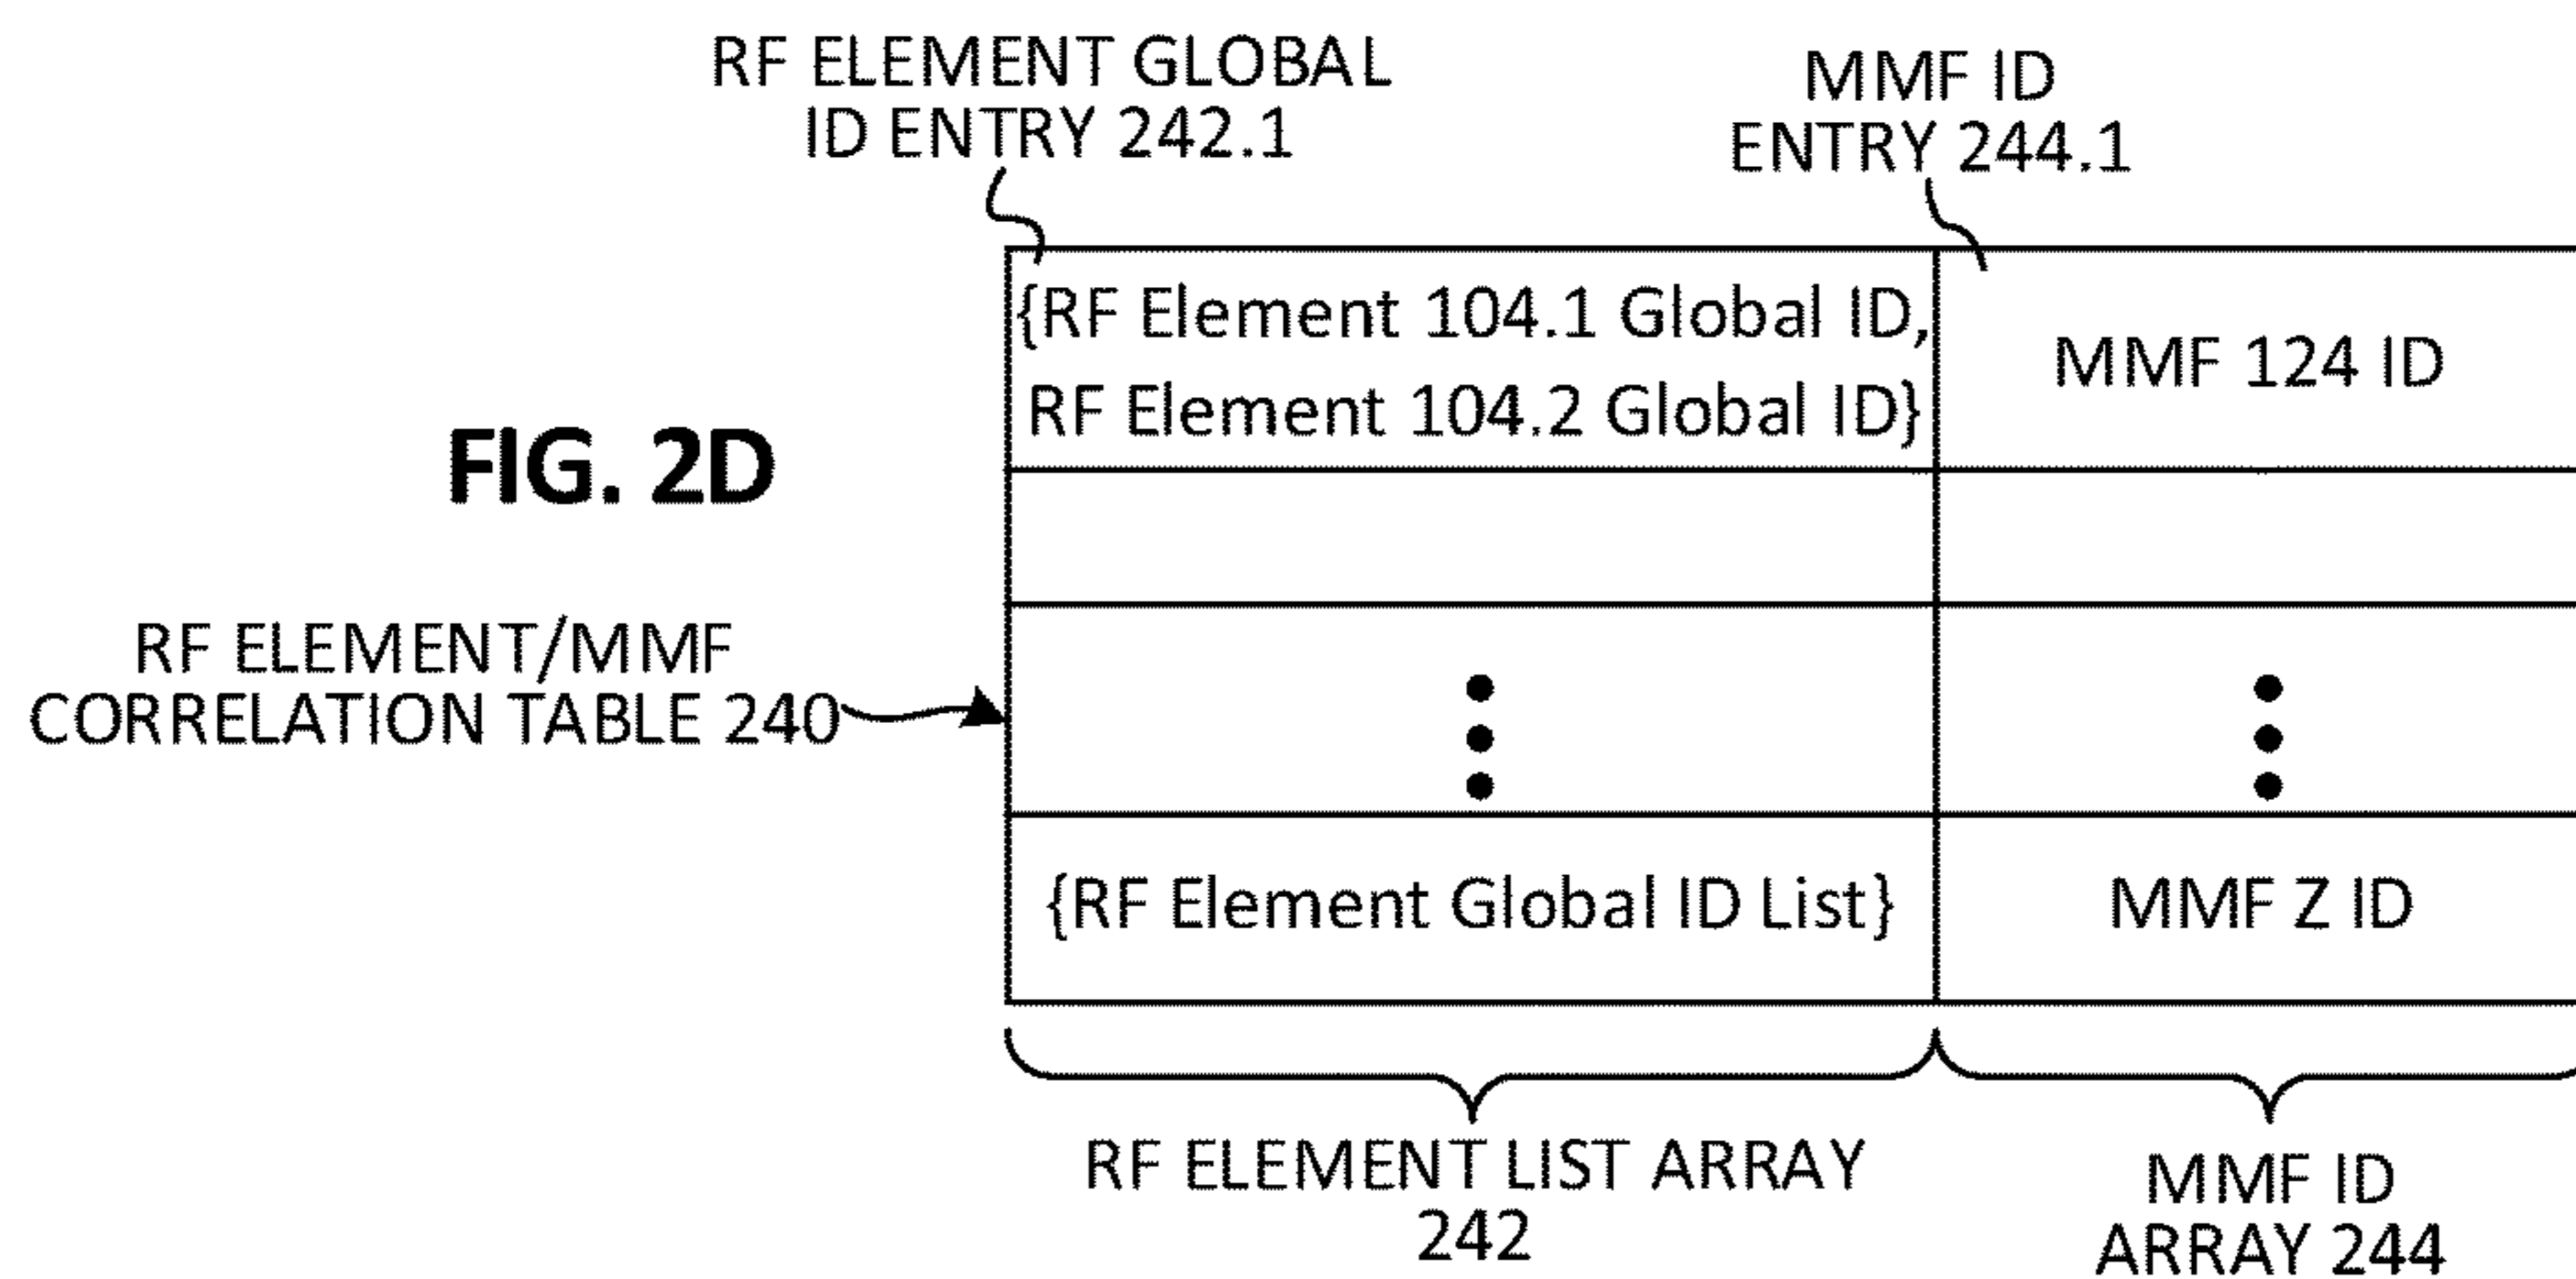 RF ELEMENT GLOBAL
ID ENTRY 242.1
MMF ID
ENTRY 244.1
{RF Element 104.1 Global ID,
RF Element 104.2 Global ID}
MMF 124 ID
FIG. 2D
RF ELEMENT/MMF
CORRELATION TABLE 240
{RF Element Global ID List}
MMF Z ID
RF ELEMENT LIST ARRAY
242
MMF ID
ARRAY 244